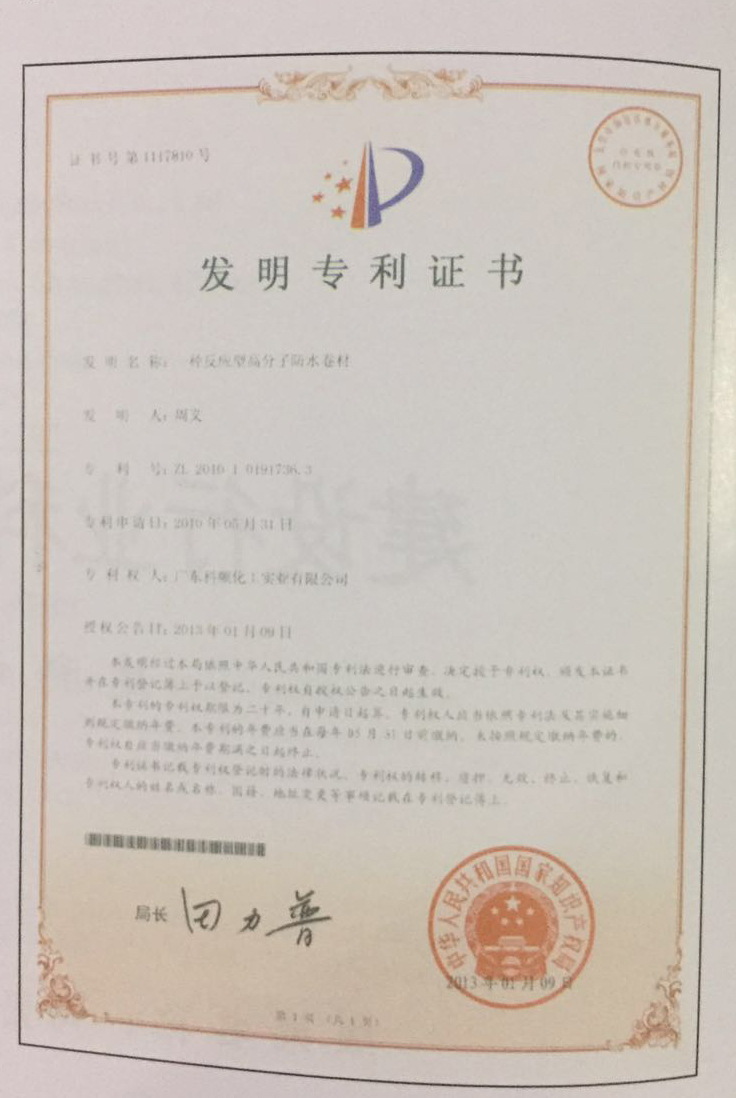 证书号第1117810号
发明专利证书
发明名称：一种反应型高分子防水卷材
发明人：周文
专利号：ZL 2010 1 0191736.3
专利申请日：2010年05月31日
专利权人：广东科顺化工实业有限公司
授权公告日：2013年01月09日
本发明经过本局依照中华人民共和国专利法进行审查，决定授予专利权，颁发本证书
并在专利登记簿上予以登记。专利权自授权公告之日起生效。
本专利的专利权期限为二十年，自申请日起算。专利权人应当依照专利法及其实施细
则规定缴纳年费。本专利的年费应当在每年05月31日前缴纳。未按照规定缴纳年费的，
专利权自应当缴纳年费期满之日起终止。
专利证书记载专利权登记时的法律状况。专利权的转移、质押、无效、终止、恢复和
专利权人的姓名或名称、国籍、地址变更等事项记载在专利登记簿上。
局长 田力普
中华人民共和国国家知识产权局
2013年01月09日
第1页（共1页）
建设行业